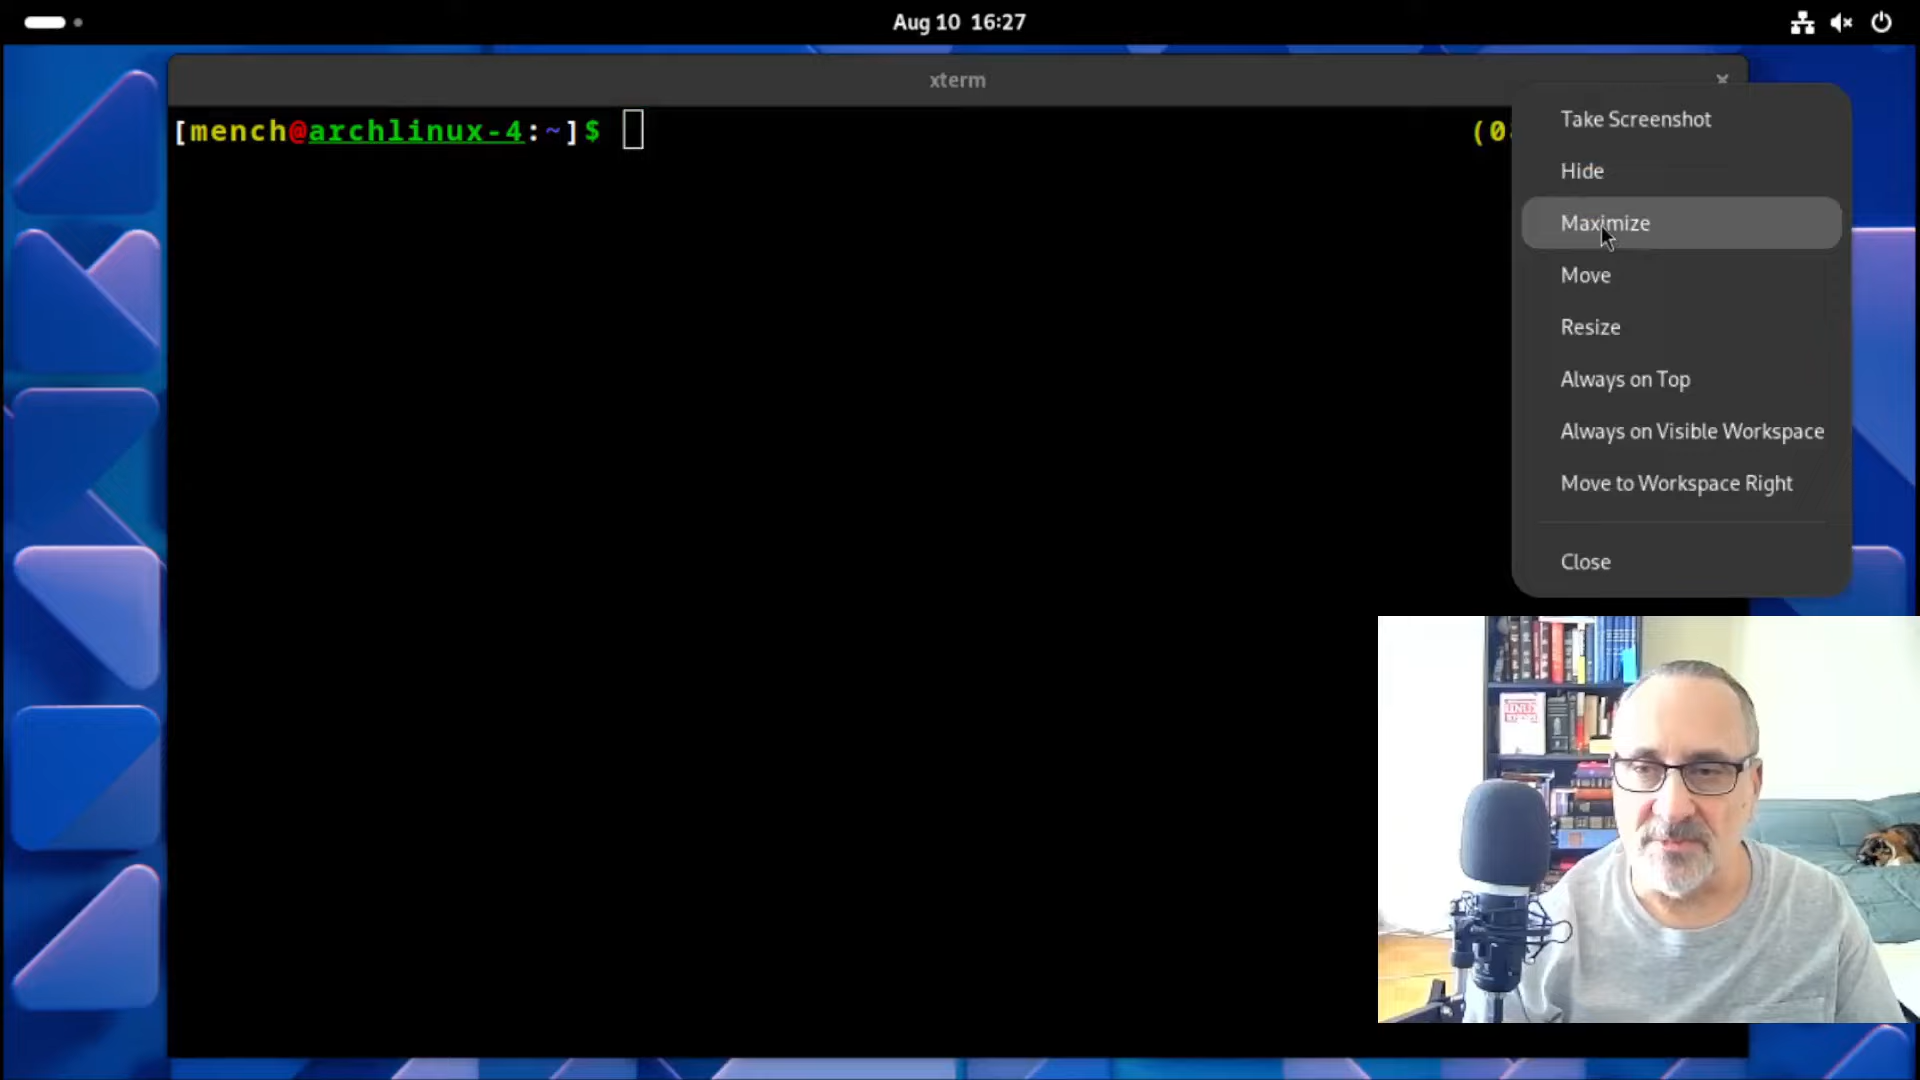 Aug 10 16:27
xterm
[mench@archlinux-4:~]$
(0
Take Screenshot
Hide
Maximize
Move
Resize
Always on Top
Always on Visible Workspace
Move to Workspace Right
Close